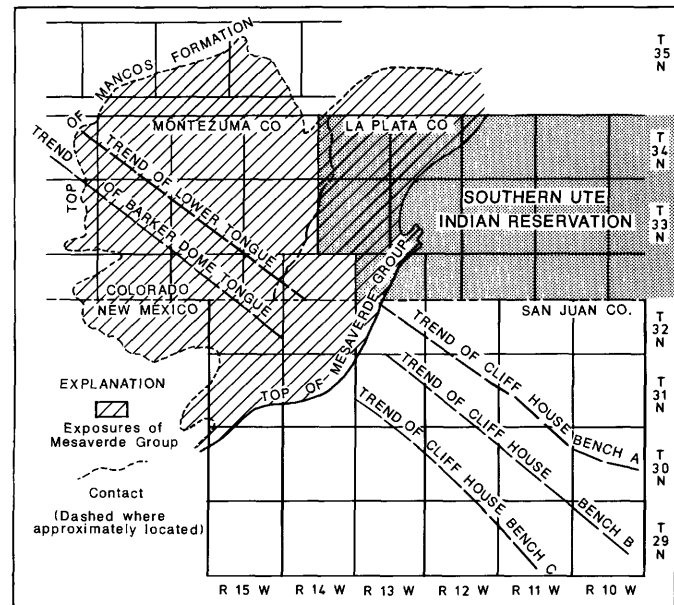 TOP OF MANCOS FORMATION
T
35
N
MONTEZUMA CO
LA PLATA CO
T
34
N
TREND OF LOWER TONGUE
TREND OF BARKER DOME TONGUE
SOUTHERN UTE
INDIAN RESERVATION
T
33
N
COLORADO
NEW MEXICO
TOP OF MESAVERDE GROUP
SAN JUAN CO.
T
32
N
TREND OF CLIFF HOUSE BENCH A
TREND OF CLIFF HOUSE BENCH B
TREND OF CLIFF HOUSE BENCH C
T
31
N
T
30
N
T
29
N
EXPLANATION
Exposures of
Mesaverde Group
Contact
(Dashed where
approximately located)
R 15 W
R 14 W
R 13 W
R 12 W
R 11 W
R 10 W